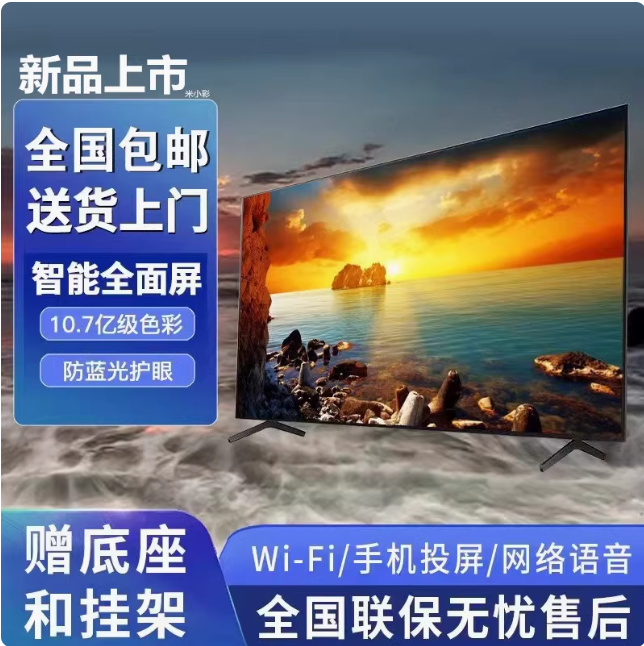 新品上市
米小彩
全国包邮
送货上门
智能全面屏
10.7亿级色彩
防蓝光护眼
赠底座
和挂架
Wi-Fi/手机投屏/网络语音
全国联保无忧售后